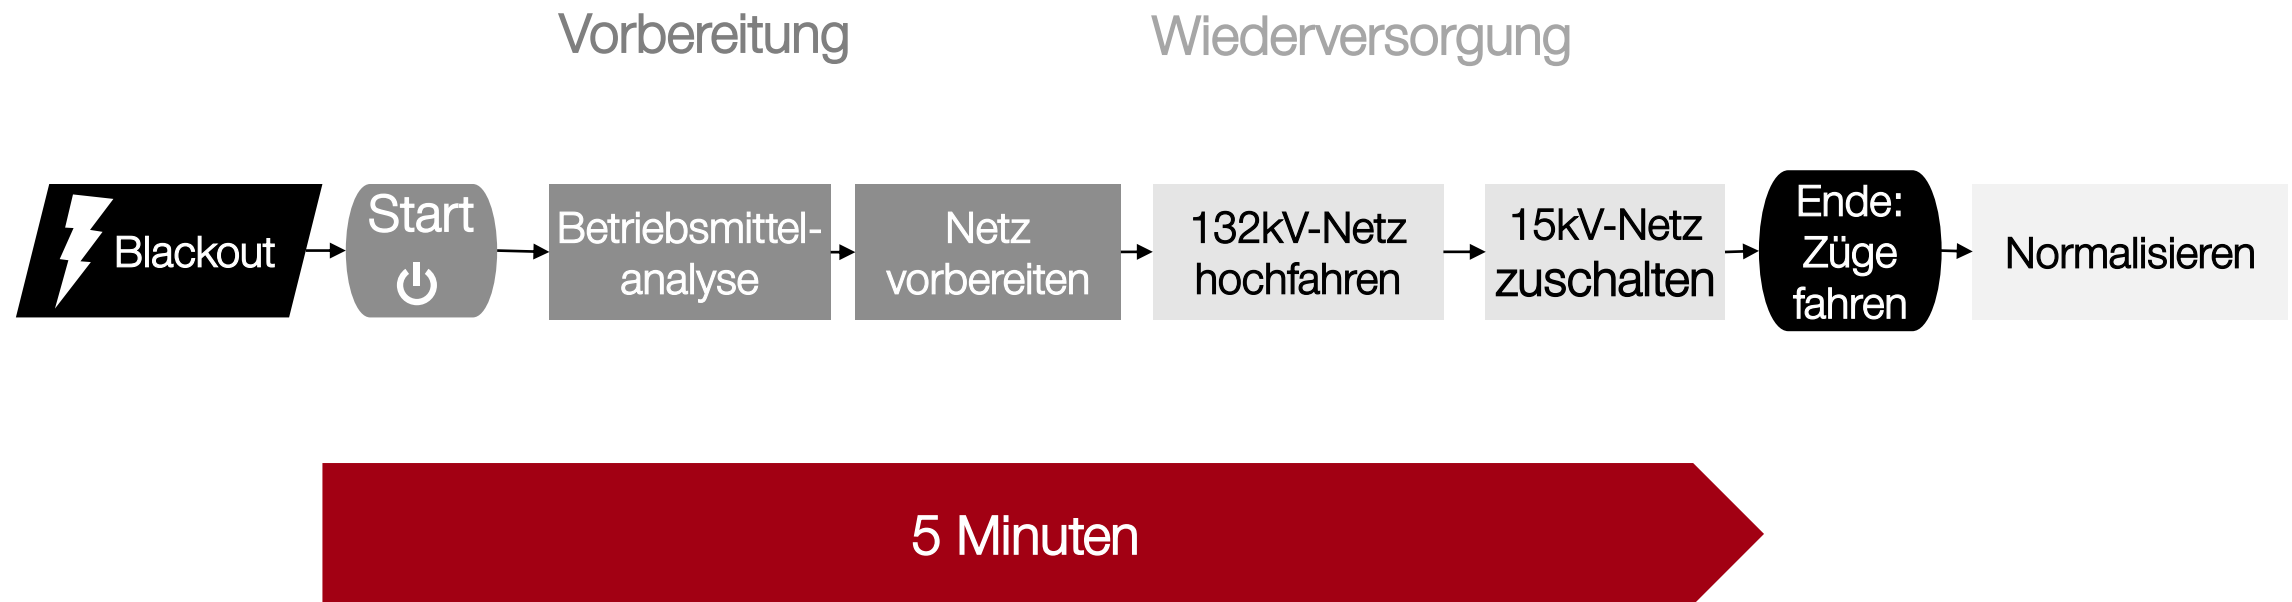 Vorbereitung
Wiederversorgung
Blackout
Start
Betriebsmittel-
analyse
Netz
vorbereiten
132kV-Netz
hochfahren
15kV-Netz
zuschalten
Ende:
Züge
fahren
Normalisieren
5 Minuten